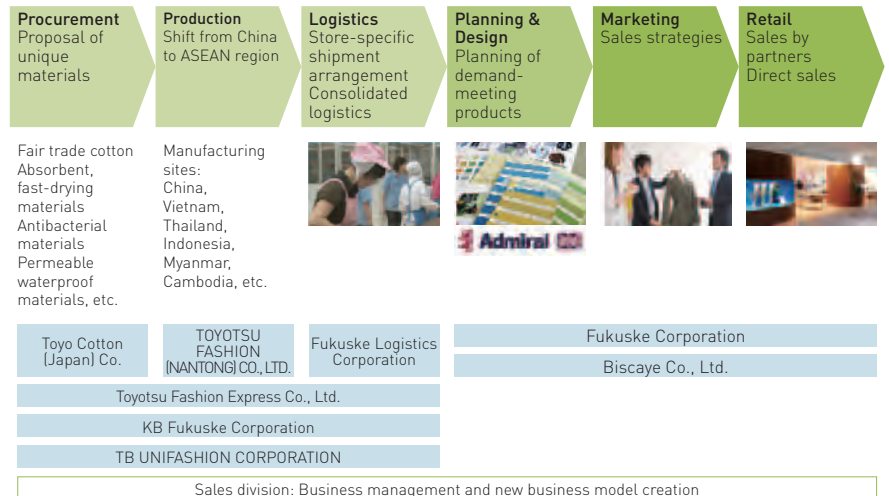 Procurement
Proposal of
unique
materials
Production
Shift from China
to ASEAN region
Logistics
Store-specific
shipment
arrangement
Consolidated
logistics
Planning &
Design
Planning of
demand-
meeting
products
Marketing
Sales strategies
Retail
Sales by
partners
Direct sales
Fair trade cotton
Absorbent,
fast-drying
materials
Antibacterial
materials
Permeable
waterproof
materials, etc.
Manufacturing
sites:
China,
Vietnam,
Thailand,
Indonesia,
Myanmar,
Cambodia, etc.
Admiral
Toyo Cotton
(Japan) Co.
TOYOTSU
FASHION
(NANTONG) CO., LTD.
Fukuske Logistics
Corporation
Fukuske Corporation
Biscaye Co., Ltd.
Toyotsu Fashion Express Co., Ltd.
KB Fukuske Corporation
TB UNIFASHION CORPORATION
Sales division: Business management and new business model creation